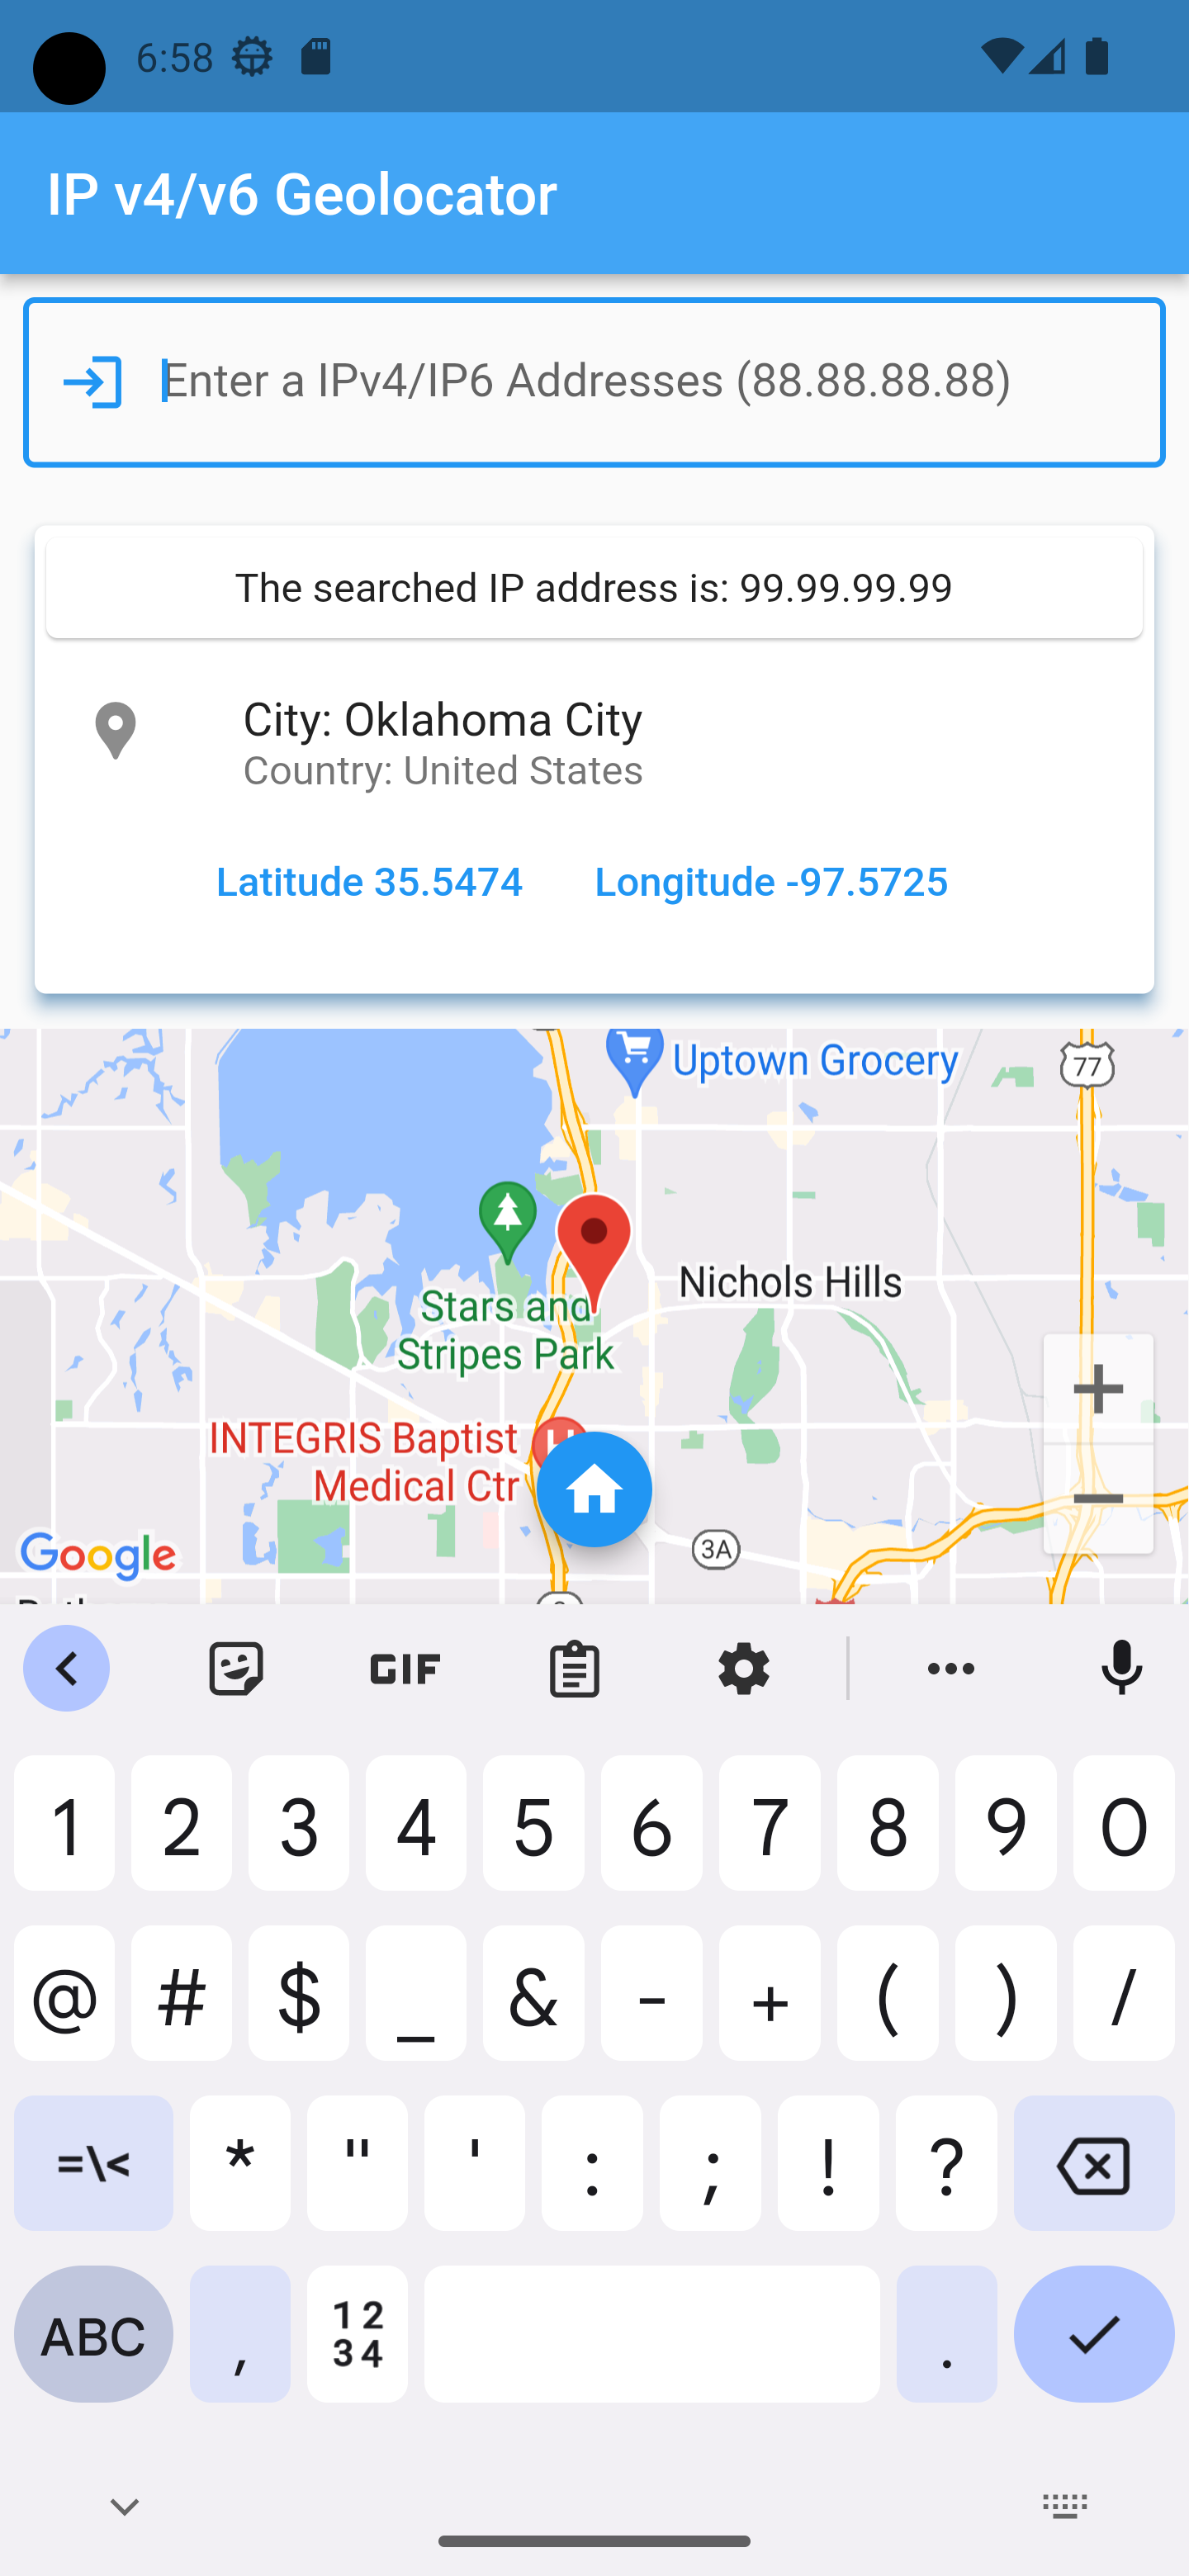 6:58
IP v4/v6 Geolocator
Enter a IPv4/IP6 Addresses (88.88.88.88)
The searched IP address is: 99.99.99.99
City: Oklahoma City
Country: United States
Latitude 35.5474 Longitude -97.5725
Uptown Grocery
77
Nichols Hills
Stars and
Stripes Park
INTEGRIS Baptist
Medical Ctr
H
3A
Google
GIF
1 2 3 4 5 6 7 8 9 0
@ # $ _ & - + ( ) /
=\< * " ' : ; ! ?
ABC , 12 .
34